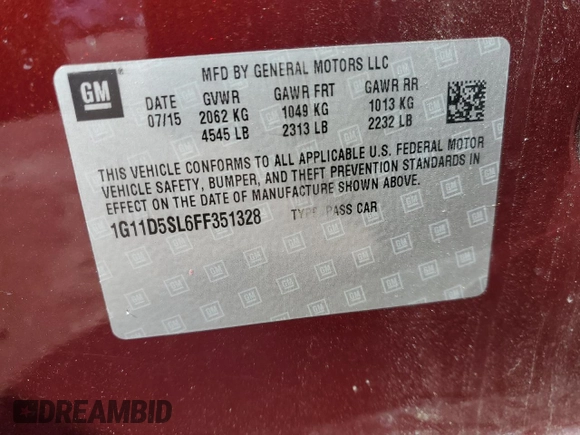 GM
MFD BY GENERAL MOTORS LLC
DATE GVWR GAWR FRT GAWR RR
07/15 2062 KG 1049 KG 1013 KG
4545 LB 2313 LB 2232 LB
THIS VEHICLE CONFORMS TO ALL APPLICABLE U.S. FEDERAL MOTOR
VEHICLE SAFETY, BUMPER, AND THEFT PREVENTION STANDARDS IN
EFFECT ON THE DATE OF MANUFACTURE SHOWN ABOVE.
1G11D5SL6FF351328 TYPE: PASS CAR
DREAMBID